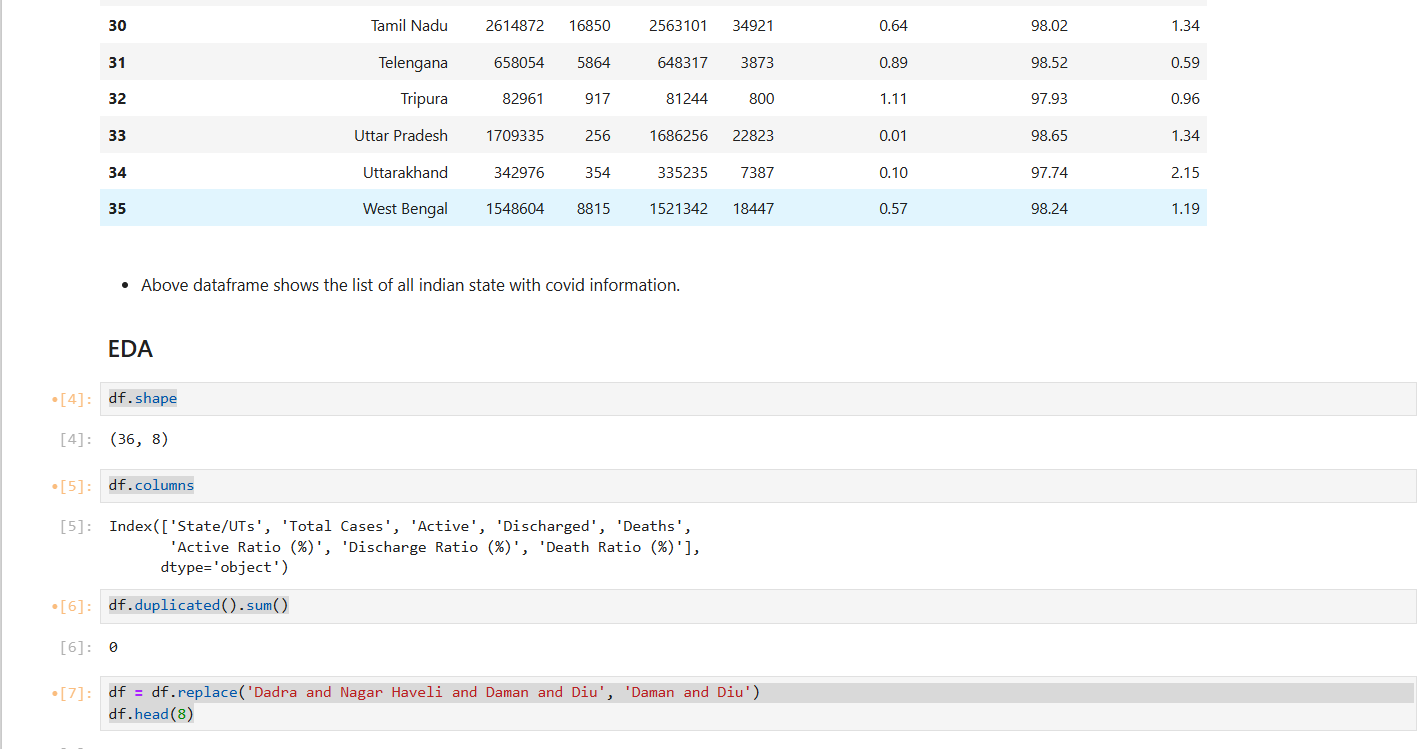 30 Tamil Nadu 2614872 16850 2563101 34921 0.64 98.02 1.34
31 Telengana 658054 5864 648317 3873 0.89 98.52 0.59
32 Tripura 82961 917 81244 800 1.11 97.93 0.96
33 Uttar Pradesh 1709335 256 1686256 22823 0.01 98.65 1.34
34 Uttarakhand 342976 354 335235 7387 0.10 97.74 2.15
35 West Bengal 1548604 8815 1521342 18447 0.57 98.24 1.19
• Above dataframe shows the list of all indian state with covid information.
EDA
•[4]: df.shape
[4]: (36, 8)
•[5]: df.columns
[5]: Index(['State/UTs', 'Total Cases', 'Active', 'Discharged', 'Deaths',
'Active Ratio (%)', 'Discharge Ratio (%)', 'Death Ratio (%)'],
dtype='object')
•[6]: df.duplicated().sum()
[6]: 0
•[7]: df = df.replace('Dadra and Nagar Haveli and Daman and Diu', 'Daman and Diu')
df.head(8)